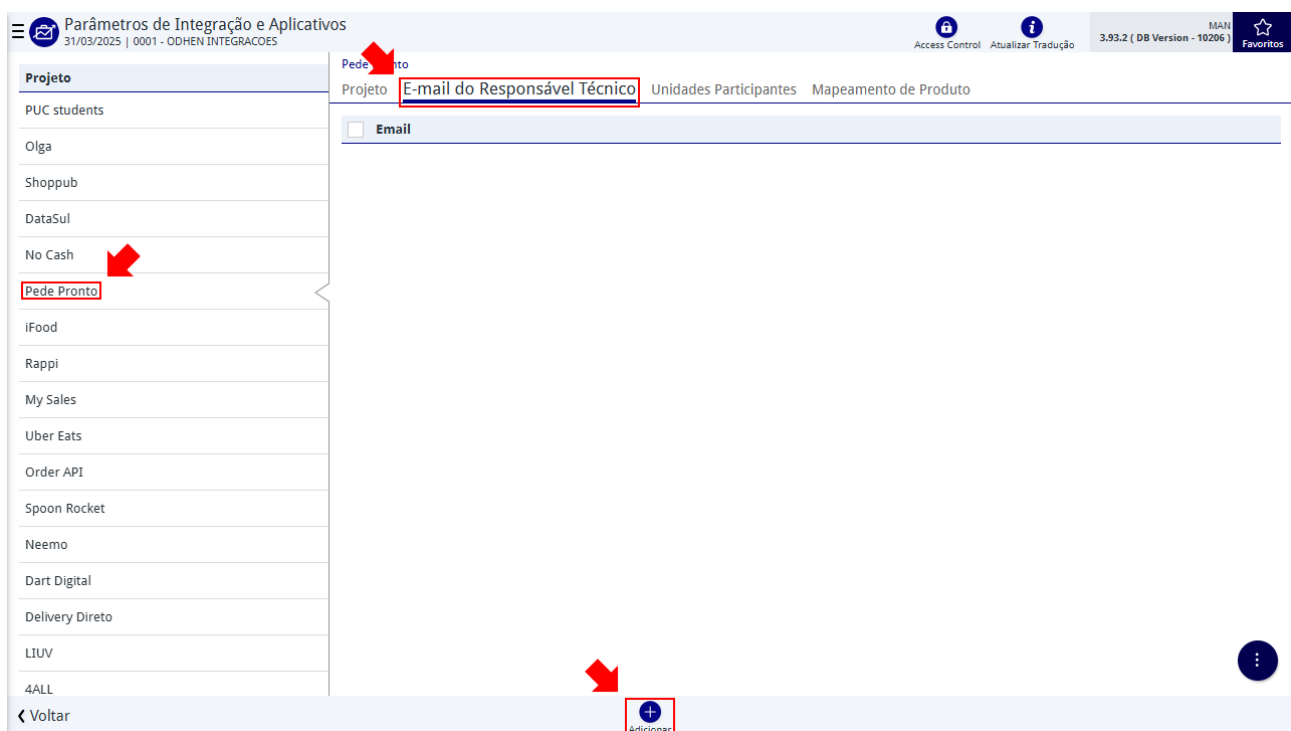 Parâmetros de Integração e Aplicativos
31/03/2025 | 0001 - ODHEN INTEGRACOES
Access Control
Atualizar Tradução
MAN
3.93.2 ( DB Version - 10206 )
Favoritos
Projeto
PUC students
Olga
Shoppub
DataSul
No Cash
Pede Pronto
iFood
Rappi
My Sales
Uber Eats
Order API
Spoon Rocket
Neemo
Dart Digital
Delivery Direto
LIUV
4ALL
Pede
Projeto E-mail do Responsável Técnico Unidades Participantes Mapeamento de Produto
Email
Voltar
Adicionar